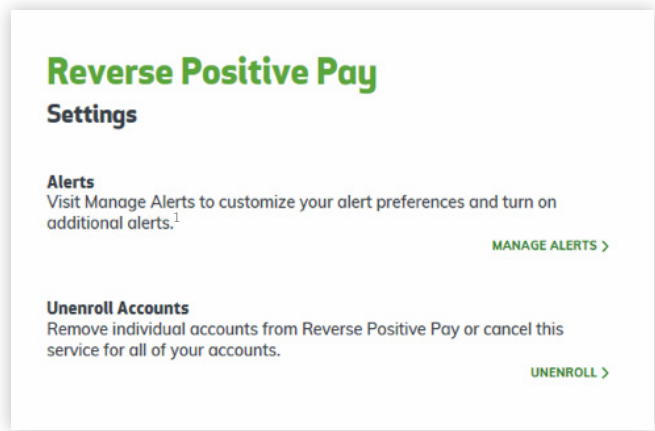 Reverse Positive Pay
Settings
Alerts
Visit Manage Alerts to customize your alert preferences and turn on
additional alerts.¹
MANAGE ALERTS >
Unenroll Accounts
Remove individual accounts from Reverse Positive Pay or cancel this
service for all of your accounts.
UNENROLL >